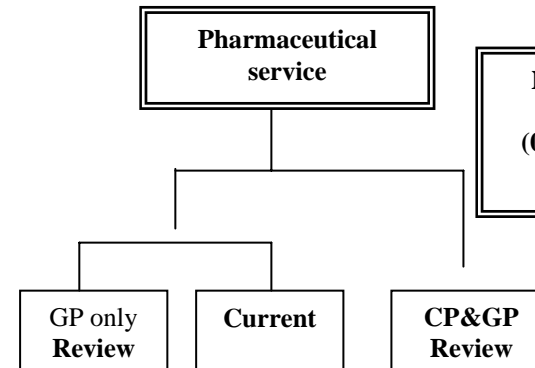 Pharmaceutical
service
GP only
Review
Current
CP&GP
Review